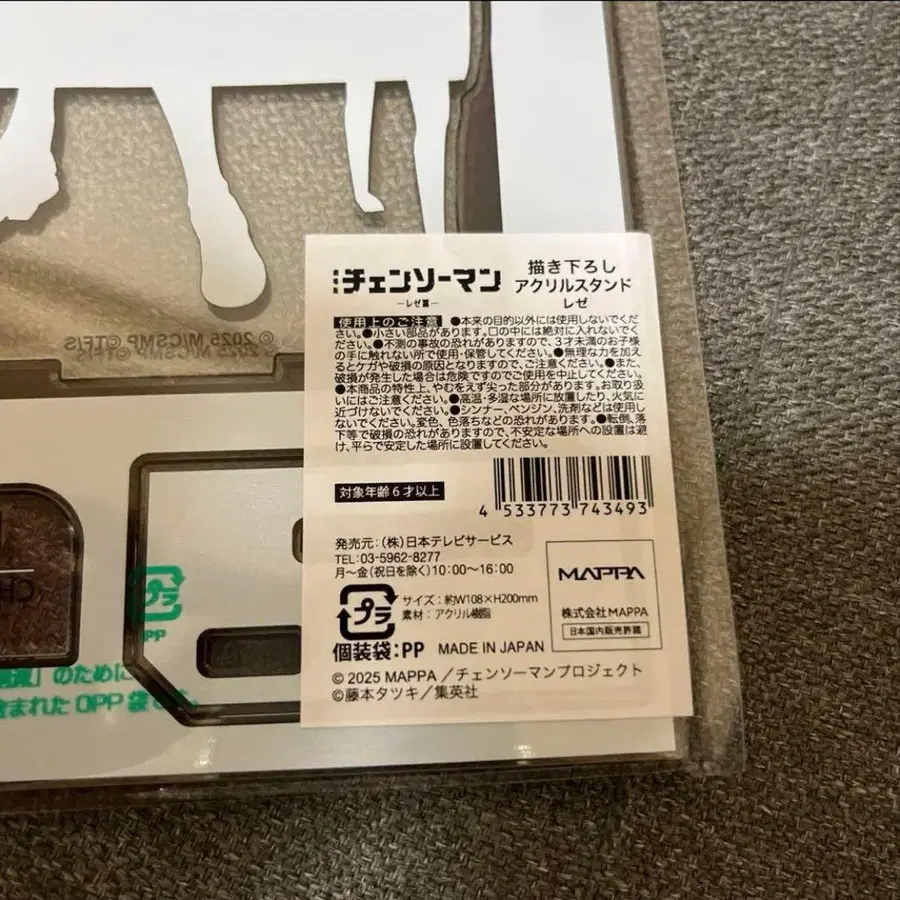 劇場版 チェンソーマン
―レゼ篇―
描き下ろし
アクリルスタンド
レゼ
使用上のご注意 ●本来の目的以外には使用しないでくだ
さい。●小さい部品があります。口の中には絶対に入れないでく
ださい。●不測の事故の恐れがありますので、3才未満のお子様
の手に触れない所で使用・保管してください。●無理な力を加え
るとケガや破損の原因となりますので、ご注意ください。●また、
破損が発生した場合は危険ですのでご使用を中止してください。
●本商品の特性上、やむをえず尖った部分があります。お取り扱
いにはご注意ください。●高温・多湿な場所に放置したり、火気に
近づけないでください。●シンナー、ベンジン、洗剤などは使用し
ないでください。変色、色落ちなどの恐れがあります。●転倒、落
下等で破損の恐れがありますので、不安定な場所への設置は避
け、平らで安定した場所に設置してください。
対象年齢6才以上
4 533773 743493
発売元:(株)日本テレビサービス
TEL:03-5962-8277
月～金(祝日を除く)10:00～16:00
プラ
サイズ:約W108×H200mm
素材:アクリル樹脂
個装袋:PP MADE IN JAPAN
MAPPA
株式会社MAPPA
日本国内販売許諾
© 2025 MAPPA／チェンソーマンプロジェクト
©藤本タツキ／集英社
© 2025 M/CSMP ©TF/S
プラ
PP
」のために
含まれた OPP 袋
CH